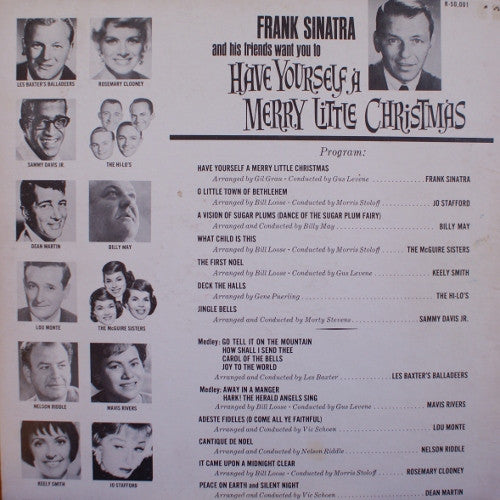 R-50,001
FRANK SINATRA
and his friends want you to
HAVE YOURSELF A
MERRY LITTLE CHRISTMAS
LES BAXTER'S BALLADEERS
ROSEMARY CLOONEY
SAMMY DAVIS JR.
THE HI-LO'S
DEAN MARTIN
BILLY MAY
LOU MONTE
THE McGUIRE SISTERS
NELSON RIDDLE
MAVIS RIVERS
KEELY SMITH
JO STAFFORD
Program:
HAVE YOURSELF A MERRY LITTLE CHRISTMAS
Arranged by Gil Grau - Conducted by Gus Levene FRANK SINATRA
O LITTLE TOWN OF BETHLEHEM
Arranged by Bill Loose - Conducted by Morris Stoloff JO STAFFORD
A VISION OF SUGAR PLUMS (DANCE OF THE SUGAR PLUM FAIRY)
Arranged and Conducted by Billy May BILLY MAY
WHAT CHILD IS THIS
Arranged by Bill Loose - Conducted by Morris Stoloff THE McGUIRE SISTERS
THE FIRST NOEL
Arranged by Bill Loose - Conducted by Gus Levene KEELY SMITH
DECK THE HALLS
Arranged by Gene Puerling THE HI-LO'S
JINGLE BELLS
Arranged and Conducted by Morty Stevens SAMMY DAVIS JR.
Medley: GO TELL IT ON THE MOUNTAIN
HOW SHALL I SEND THEE
CAROL OF THE BELLS
JOY TO THE WORLD
Arranged and Conducted by Les Baxter LES BAXTER'S BALLADEERS
Medley: AWAY IN A MANGER
HARK! THE HERALD ANGELS SING
Arranged by Bill Loose - Conducted by Gus Levene MAVIS RIVERS
ADESTE FIDELES (O COME ALL YE FAITHFUL)
Arranged and Conducted by Vic Schoen LOU MONTE
CANTIQUE DE NOEL
Arranged and Conducted by Nelson Riddle NELSON RIDDLE
IT CAME UPON A MIDNIGHT CLEAR
Arranged by Bill Loose - Conducted by Morris Stoloff ROSEMARY CLOONEY
PEACE ON EARTH and SILENT NIGHT
Arranged and Conducted by Vic Schoen DEAN MARTIN